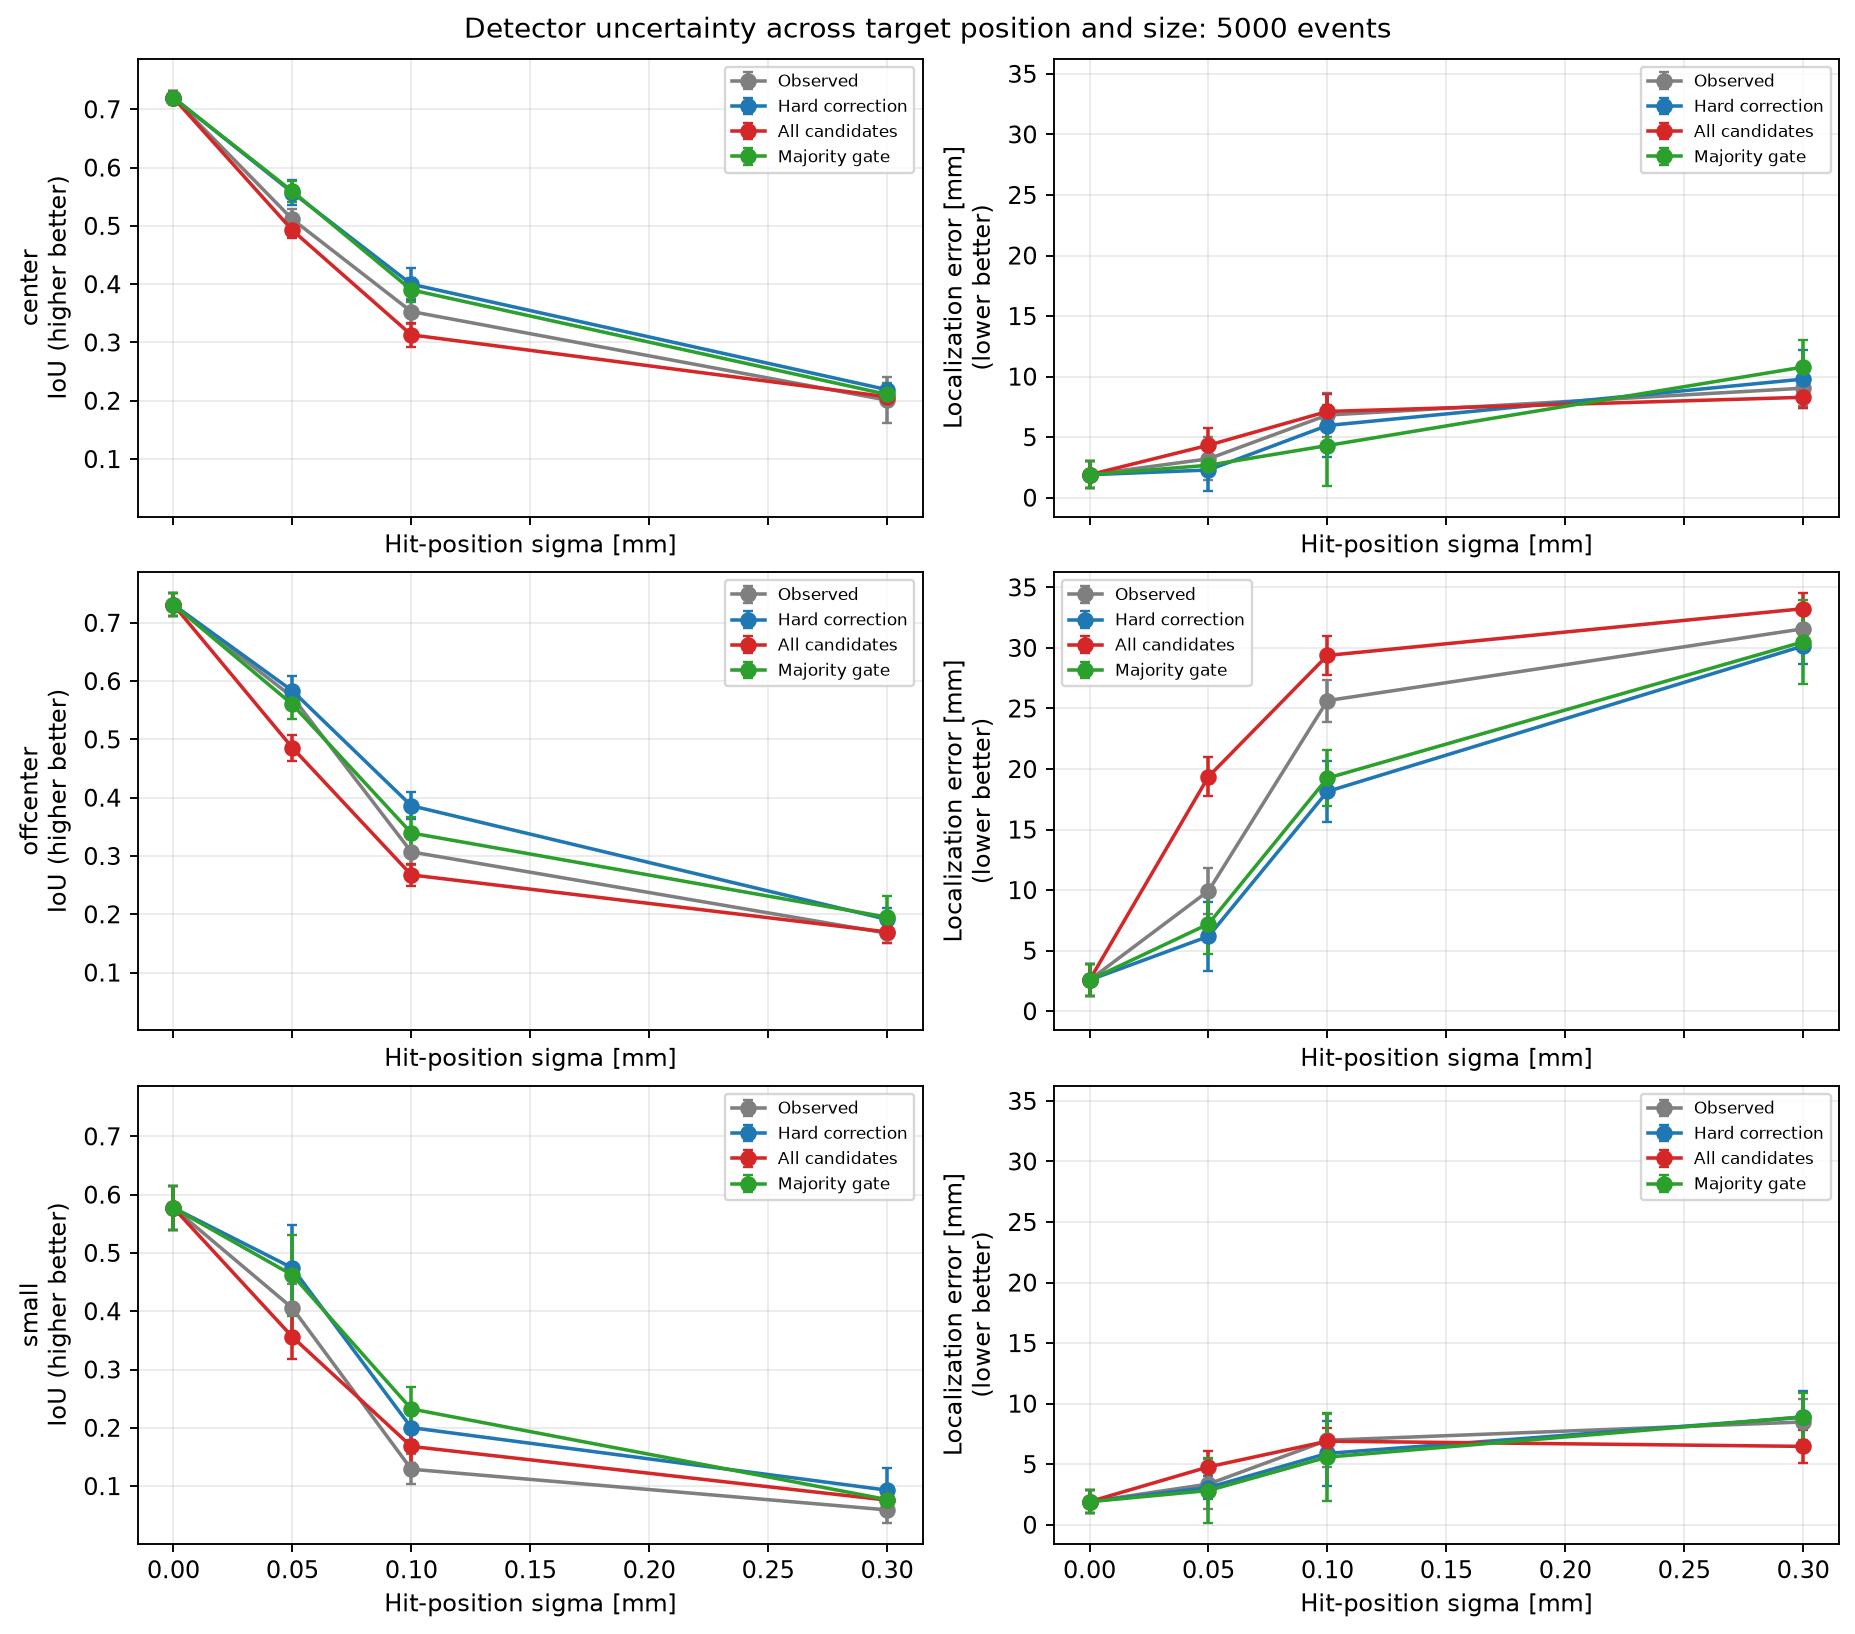 Detector uncertainty across target position and size: 5000 events
center
IoU (higher better)
0.7
0.6
0.5
0.4
0.3
0.2
0.1
Observed
Hard correction
All candidates
Majority gate
Hit-position sigma [mm]
Localization error [mm]
(lower better)
35
30
25
20
15
10
5
0
Observed
Hard correction
All candidates
Majority gate
Hit-position sigma [mm]
offcenter
IoU (higher better)
0.7
0.6
0.5
0.4
0.3
0.2
0.1
Observed
Hard correction
All candidates
Majority gate
Hit-position sigma [mm]
Localization error [mm]
(lower better)
35
30
25
20
15
10
5
0
Observed
Hard correction
All candidates
Majority gate
Hit-position sigma [mm]
small
IoU (higher better)
0.7
0.6
0.5
0.4
0.3
0.2
0.1
Observed
Hard correction
All candidates
Majority gate
0.00 0.05 0.10 0.15 0.20 0.25 0.30
Hit-position sigma [mm]
Localization error [mm]
(lower better)
35
30
25
20
15
10
5
0
Observed
Hard correction
All candidates
Majority gate
0.00 0.05 0.10 0.15 0.20 0.25 0.30
Hit-position sigma [mm]